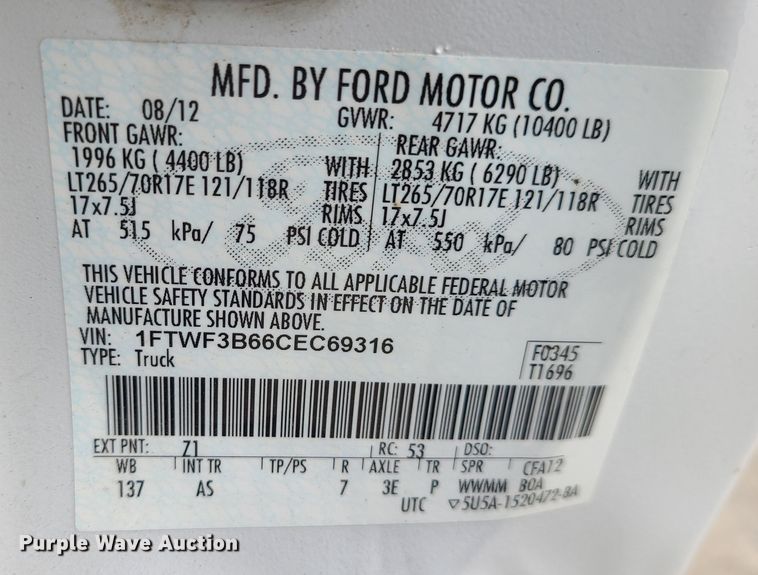 MFD. BY FORD MOTOR CO.
DATE: 08/12 GVWR: 4717 KG (10400 LB)
FRONT GAWR: REAR GAWR:
1996 KG ( 4400 LB) WITH 2853 KG ( 6290 LB) WITH
LT265/70R17E 121/118R TIRES LT265/70R17E 121/118R TIRES
17x7.5J RIMS 17x7.5J RIMS
AT 515 kPa/ 75 PSI COLD AT 550 kPa/ 80 PSI COLD
THIS VEHICLE CONFORMS TO ALL APPLICABLE FEDERAL MOTOR
VEHICLE SAFETY STANDARDS IN EFFECT ON THE DATE OF
MANUFACTURE SHOWN ABOVE.
VIN: 1FTWF3B66CEC69316
TYPE: Truck
F0345
T1696
EXT PNT: Z1 RC: 53 DSO:
WB INT TR TP/PS R AXLE TR SPR CFA12
137 AS 7 3E P WWMM BOA
UTC ▽5U5A-1520472-BA
Purple Wave Auction